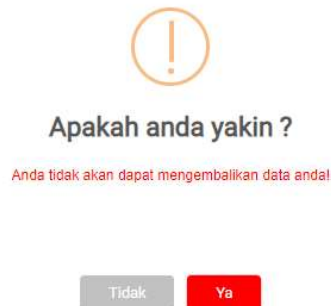 Apakah anda yakin ?
Anda tidak akan dapat mengembalikan data anda!
Tidak
Ya